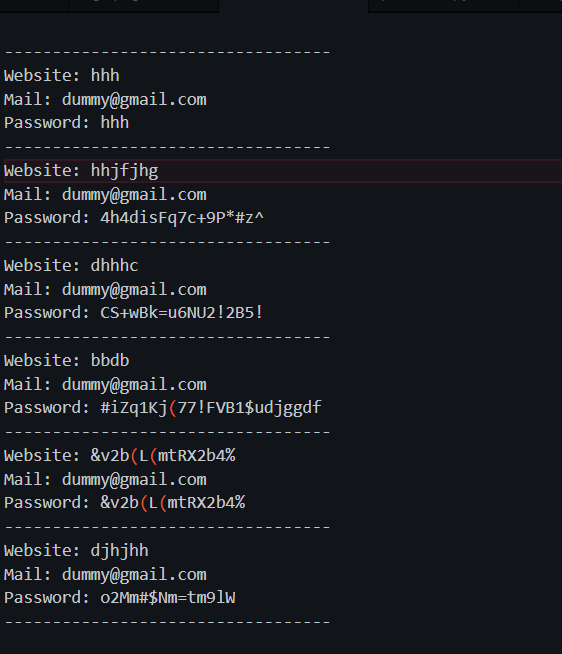 ----------------------------------
Website: hhh
Mail: dummy@gmail.com
Password: hhh
----------------------------------
Website: hhjfjhg
Mail: dummy@gmail.com
Password: 4h4disFq7c+9P*#z^
----------------------------------
Website: dhhhc
Mail: dummy@gmail.com
Password: CS+wBk=u6NU2!2B5!
----------------------------------
Website: bbdb
Mail: dummy@gmail.com
Password: #iZq1Kj(77!FVB1$udjggdf
----------------------------------
Website: &v2b(L(mtRX2b4%
Mail: dummy@gmail.com
Password: &v2b(L(mtRX2b4%
----------------------------------
Website: djhjhh
Mail: dummy@gmail.com
Password: o2Mm#$Nm=tm9lW
----------------------------------